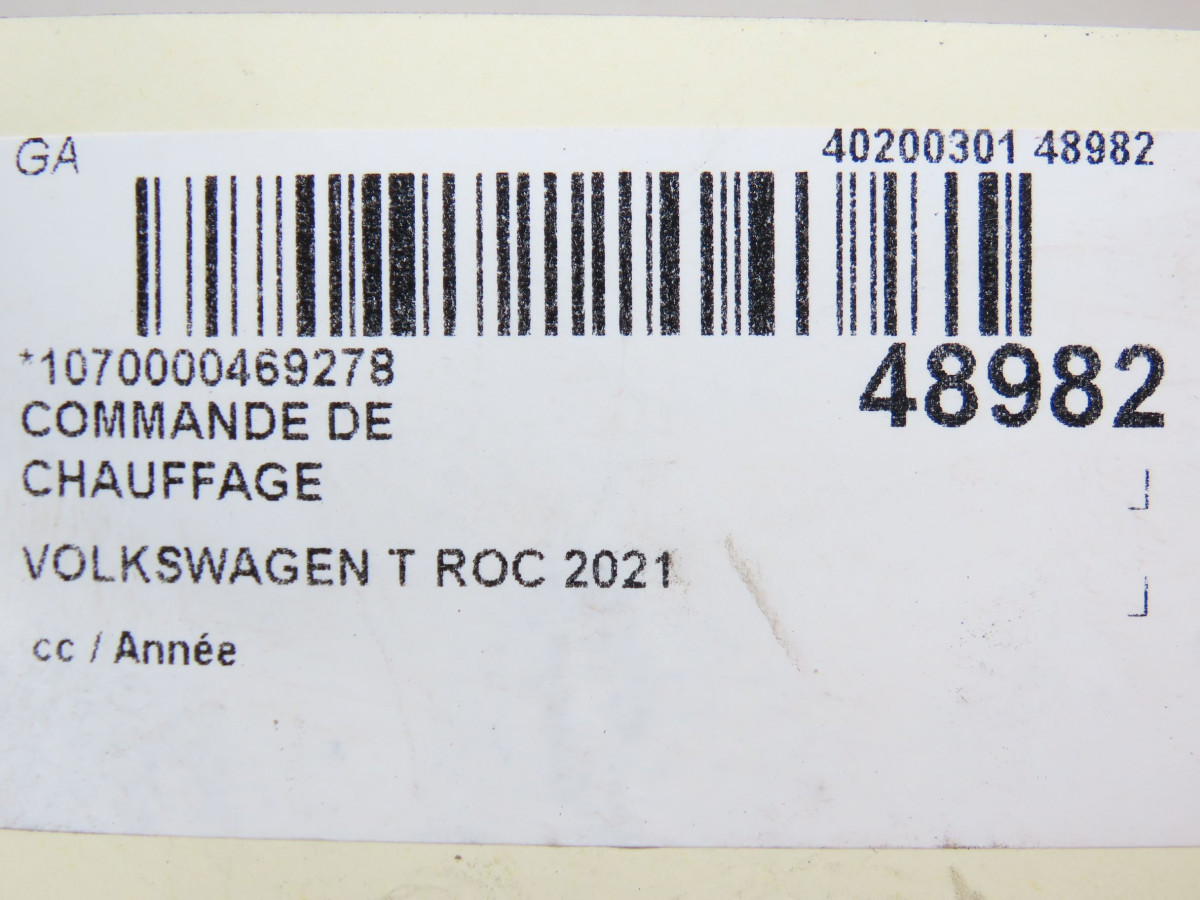 GA
40200301 48982
*1070000469278
48982
COMMANDE DE
CHAUFFAGE
VOLKSWAGEN T ROC 2021
cc / Année